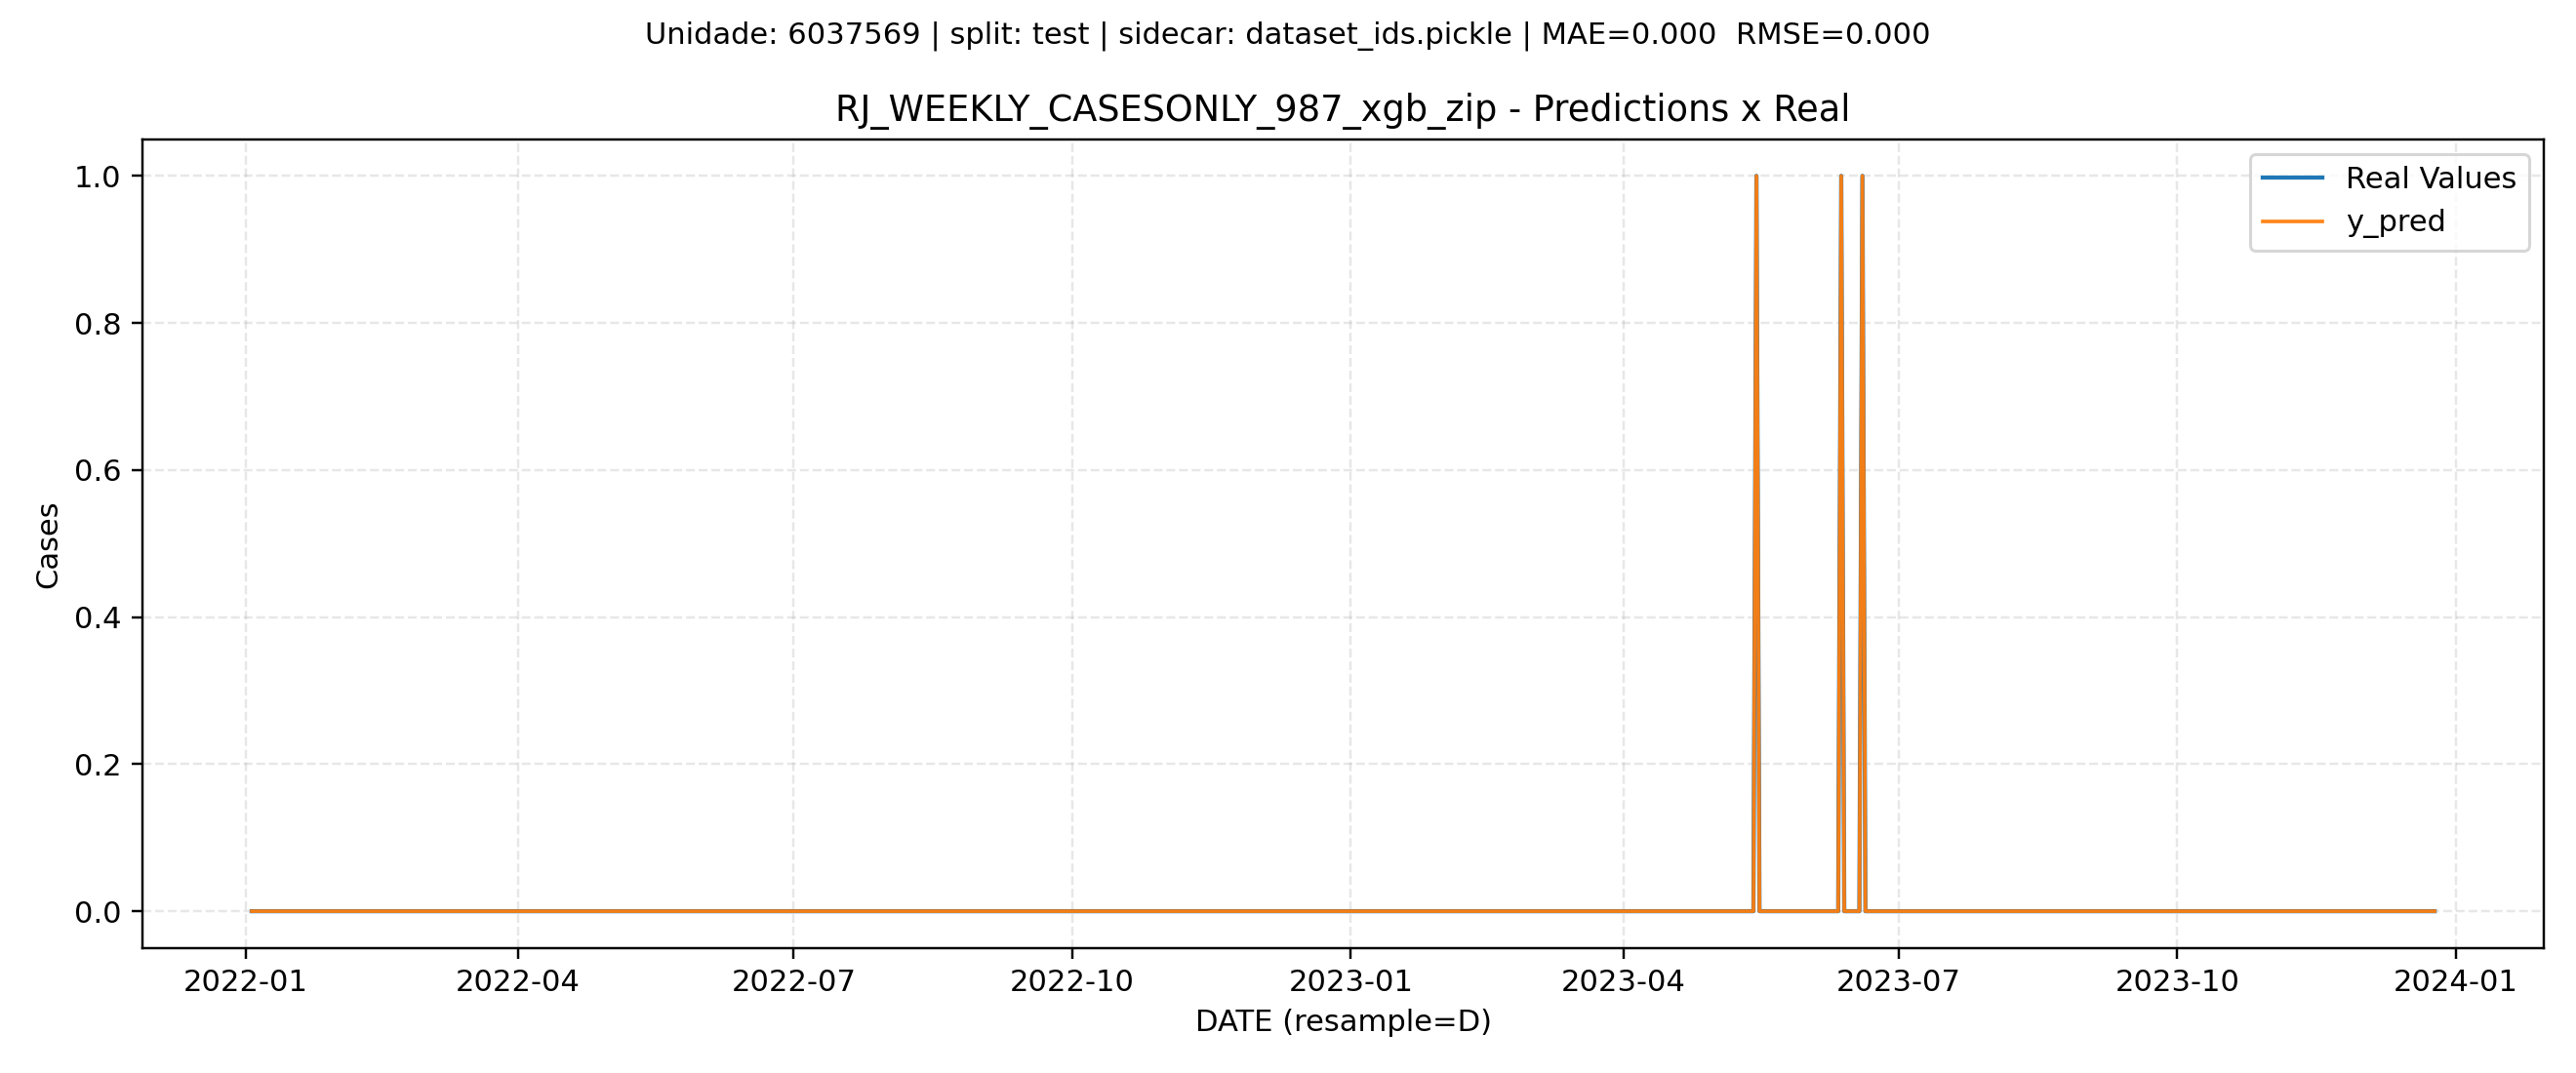 Unidade: 6037569 | split: test | sidecar: dataset_ids.pickle | MAE=0.000  RMSE=0.000
RJ_WEEKLY_CASESONLY_987_xgb_zip - Predictions x Real
1.0
0.8
0.6
0.4
0.2
0.0
Cases
Real Values
y_pred
2022-01
2022-04
2022-07
2022-10
2023-01
2023-04
2023-07
2023-10
2024-01
DATE (resample=D)